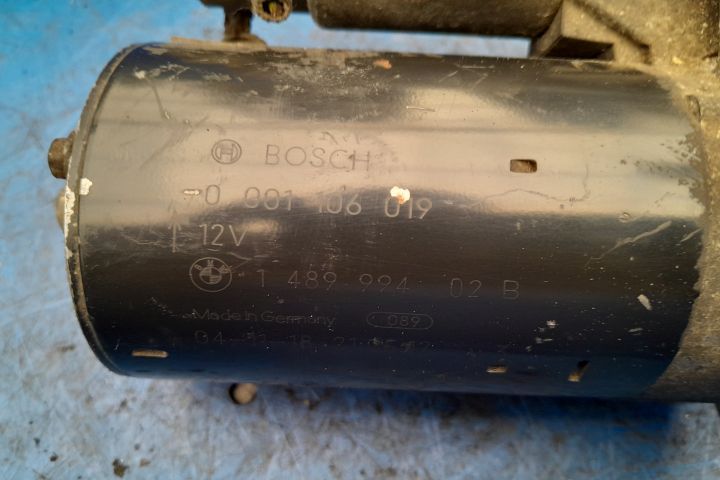 BOSCH
0 001 106 019
12V
1 489 994 02 B
Made in Germany 089